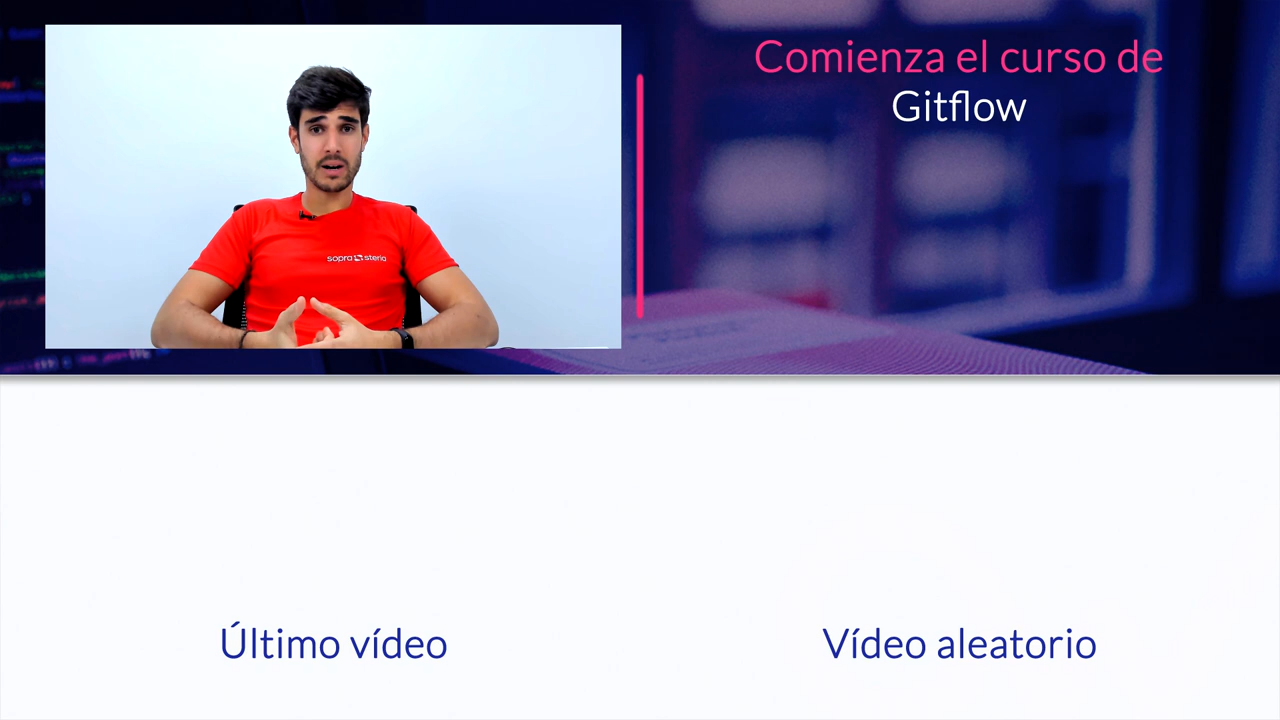 Comienza el curso de
Gitflow
sopra steria
Último vídeo
Vídeo aleatorio